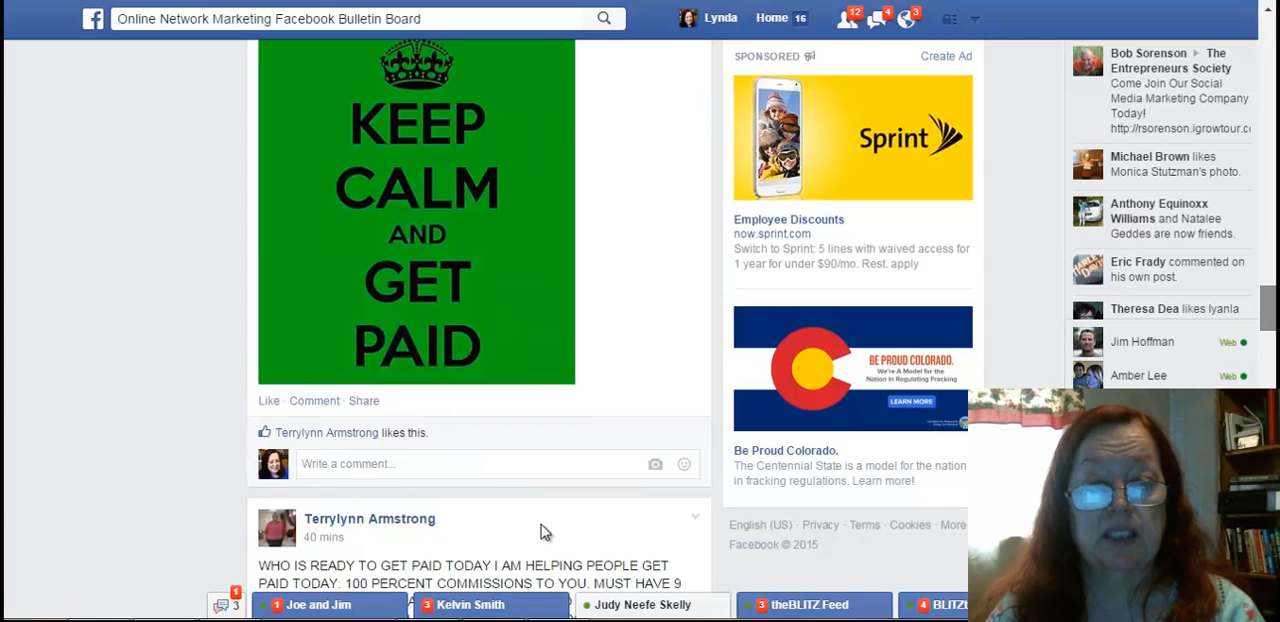 Online Network Marketing Facebook Bulletin Board
Lynda
Home 16
12
4
3
KEEP
CALM
AND
GET
PAID
Like · Comment · Share
Terrylynn Armstrong likes this.
Write a comment...
Terrylynn Armstrong
40 mins
WHO IS READY TO GET PAID TODAY I AM HELPING PEOPLE GET
PAID TODAY. 100 PERCENT COMMISSIONS TO YOU. MUST HAVE 9
SPONSORED
Create Ad
Sprint
Employee Discounts
now.sprint.com
Switch to Sprint: 5 lines with waived access for
1 year for under $90/mo. Rest. apply
BE PROUD COLORADO.
We're A Model for the
Nation in Regulating Fracking
LEARN MORE
Be Proud Colorado.
The Centennial State is a model for the nation
in fracking regulations. Learn more!
English (US) · Privacy · Terms · Cookies · More
Facebook © 2015
Bob Sorenson ▸ The
Entrepreneurs Society
Come Join Our Social
Media Marketing Company
Today!
http://rsorenson.igrowtour.c
Michael Brown likes
Monica Stutzman's photo.
Anthony Equinoxx
Williams and Natalee
Geddes are now friends.
Eric Frady commented on
his own post.
Theresa Dea likes Iyanla
Jim Hoffman Web
Amber Lee Web
1
3
1 Joe and Jim
3 Kelvin Smith
Judy Neefe Skelly
3 theBLITZ Feed
4 BLITZ